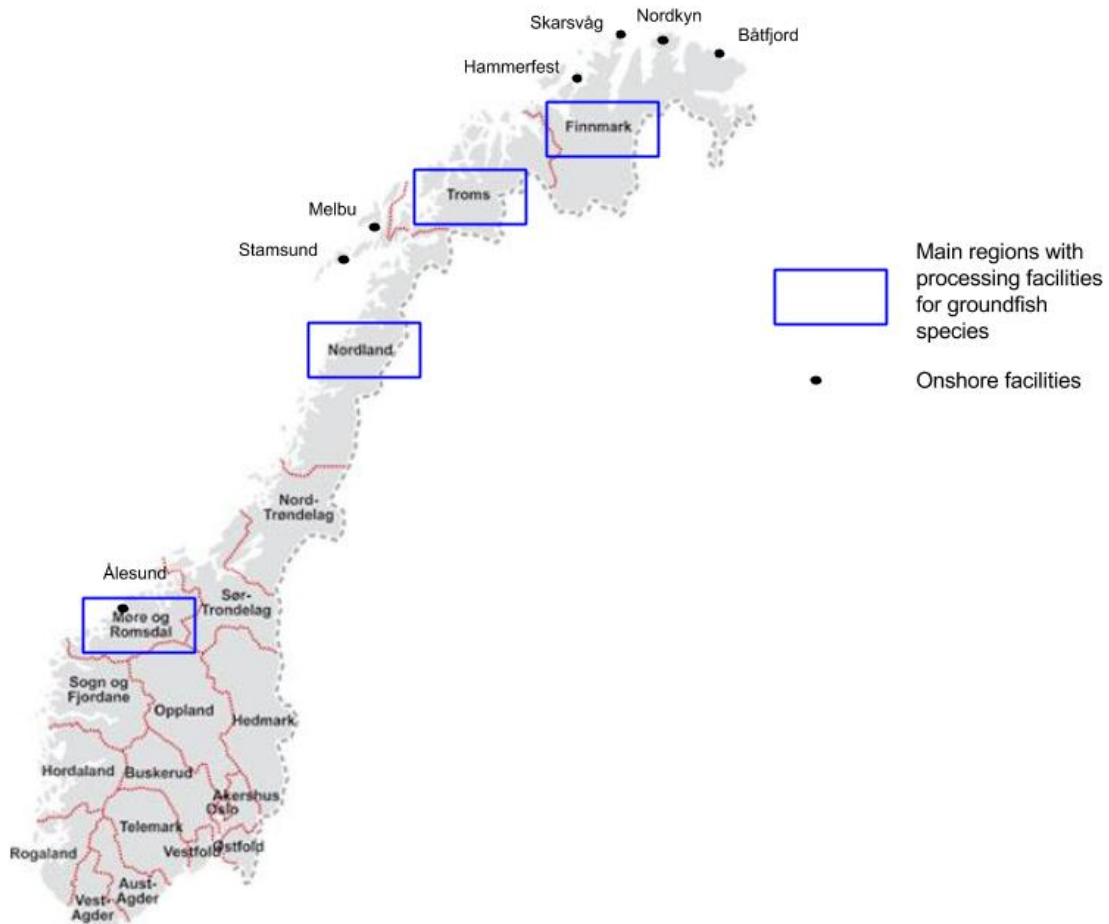 Skarsvåg
Nordkyn
Båtfjord
Hammerfest
Finnmark
Troms
Melbu
Stamsund
Main regions with
processing facilities
for groundfish
species
Nordland
Onshore facilities
Nord-
Trøndelag
Ålesund
Sør-
Trondelag
Møre og
Romsdal
Sogn og
Fjordane
Oppland
Hedmark
Hordaland
Buskerud
Akershus
Oslo
Telemark
Vestfold
Østfold
Rogaland
Aust-
Agder
Vest-
Agder